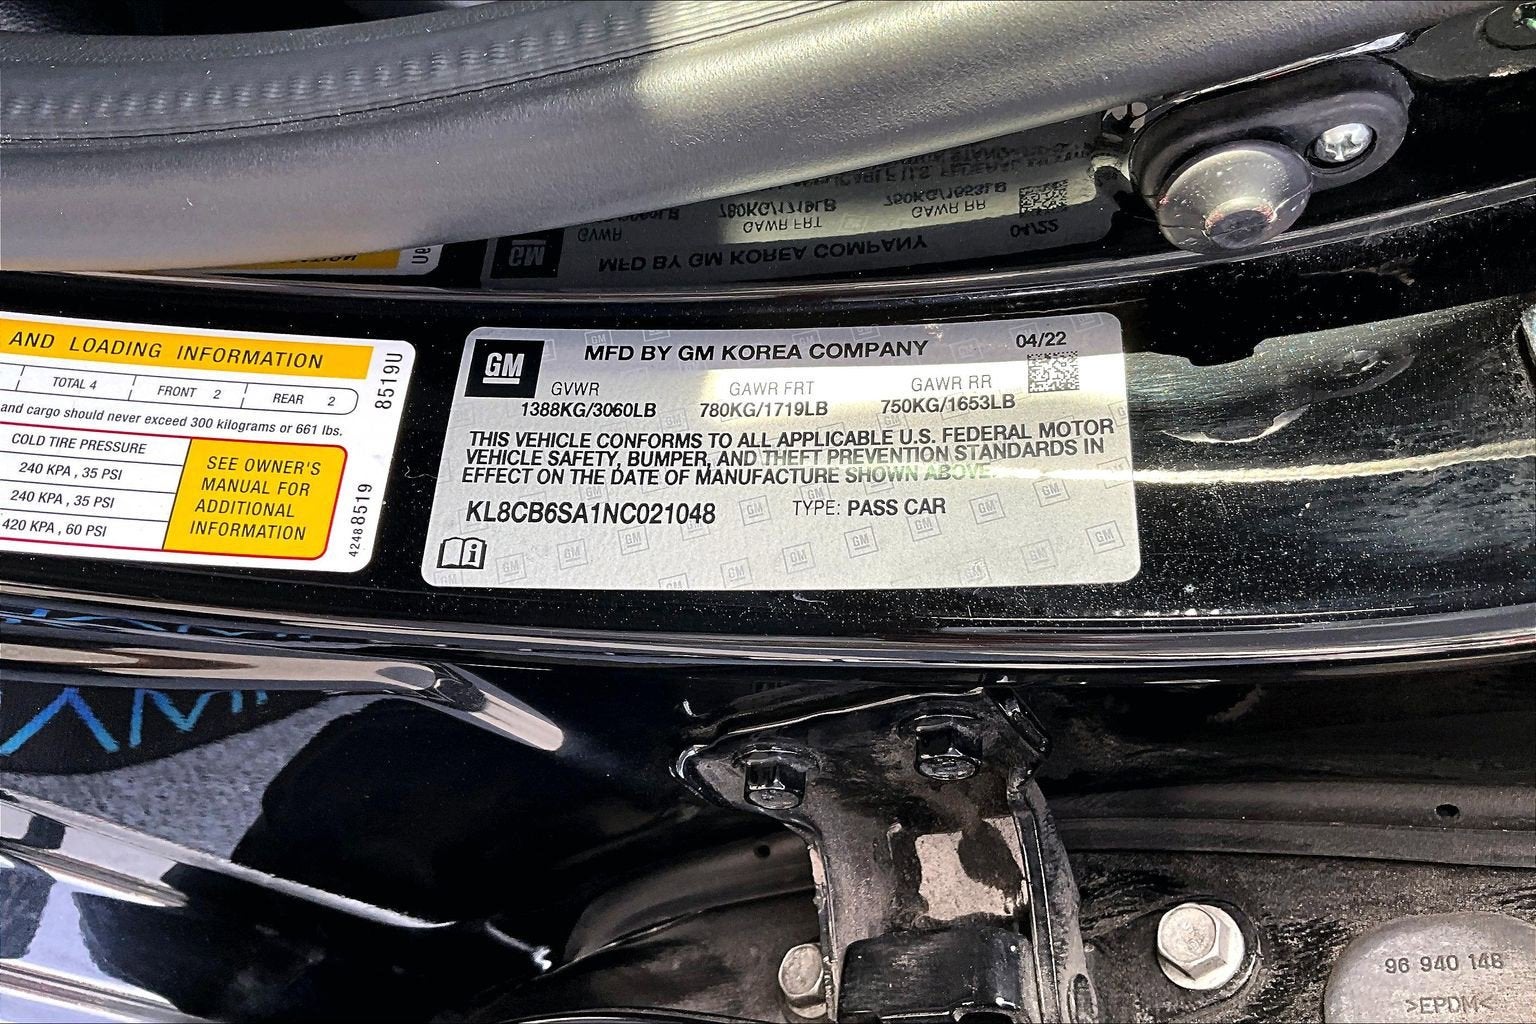 AND LOADING INFORMATION
TOTAL 4 FRONT 2 REAR 2
and cargo should never exceed 300 kilograms or 661 lbs.
COLD TIRE PRESSURE
240 KPA , 35 PSI
240 KPA , 35 PSI
420 KPA , 60 PSI
SEE OWNER'S
MANUAL FOR
ADDITIONAL
INFORMATION
8519U
42488519
GM
MFD BY GM KOREA COMPANY
04/22
GVWR GAWR FRT GAWR RR
1388KG/3060LB 780KG/1719LB 750KG/1653LB
THIS VEHICLE CONFORMS TO ALL APPLICABLE U.S. FEDERAL MOTOR
VEHICLE SAFETY, BUMPER, AND THEFT PREVENTION STANDARDS IN
EFFECT ON THE DATE OF MANUFACTURE SHOWN ABOVE.
KL8CB6SA1NC021048 TYPE: PASS CAR
96 940 146
>EPDM<